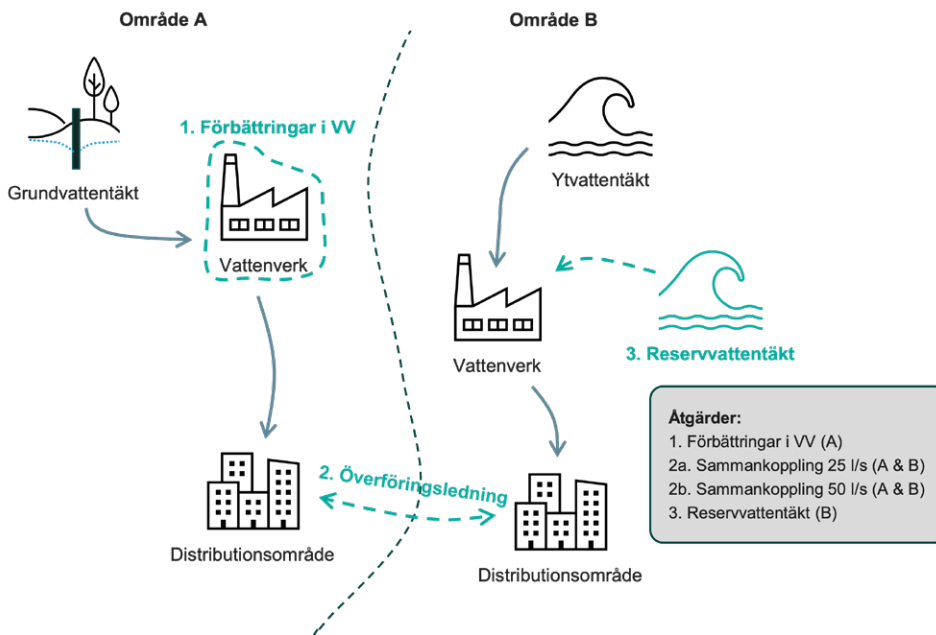 Område A
Område B
1. Förbättringar i VV
Grundvattentäkt
Ytvattentäkt
Vattenverk
Vattenverk
3. Reservvattentäkt
Åtgärder:
1. Förbättringar i VV (A)
2a. Sammankoppling 25 l/s (A & B)
2b. Sammankoppling 50 l/s (A & B)
3. Reservvattentäkt (B)
2. Överföringsledning
Distributionsområde
Distributionsområde